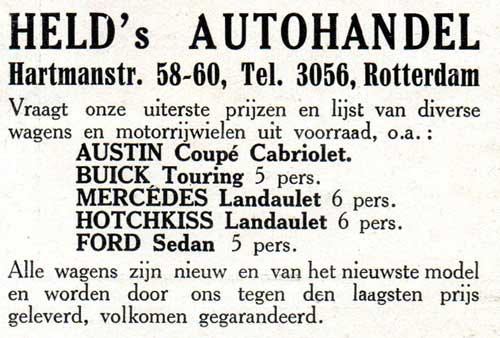 HELD's AUTOHANDEL
Hartmanstr. 58-60, Tel. 3056, Rotterdam
Vraagt onze uiterste prijzen en lijst van diverse
wagens en motorrijwielen uit voorraad, o.a. :
AUSTIN Coupé Cabriolet.
BUICK Touring 5 pers.
MERCÉDES Landaulet 6 pers.
HOTCHKISS Landaulet 6 pers.
FORD Sedan 5 pers.
Alle wagens zijn nieuw en van het nieuwste model
en worden door ons tegen den laagsten prijs
geleverd, volkomen gegarandeerd.